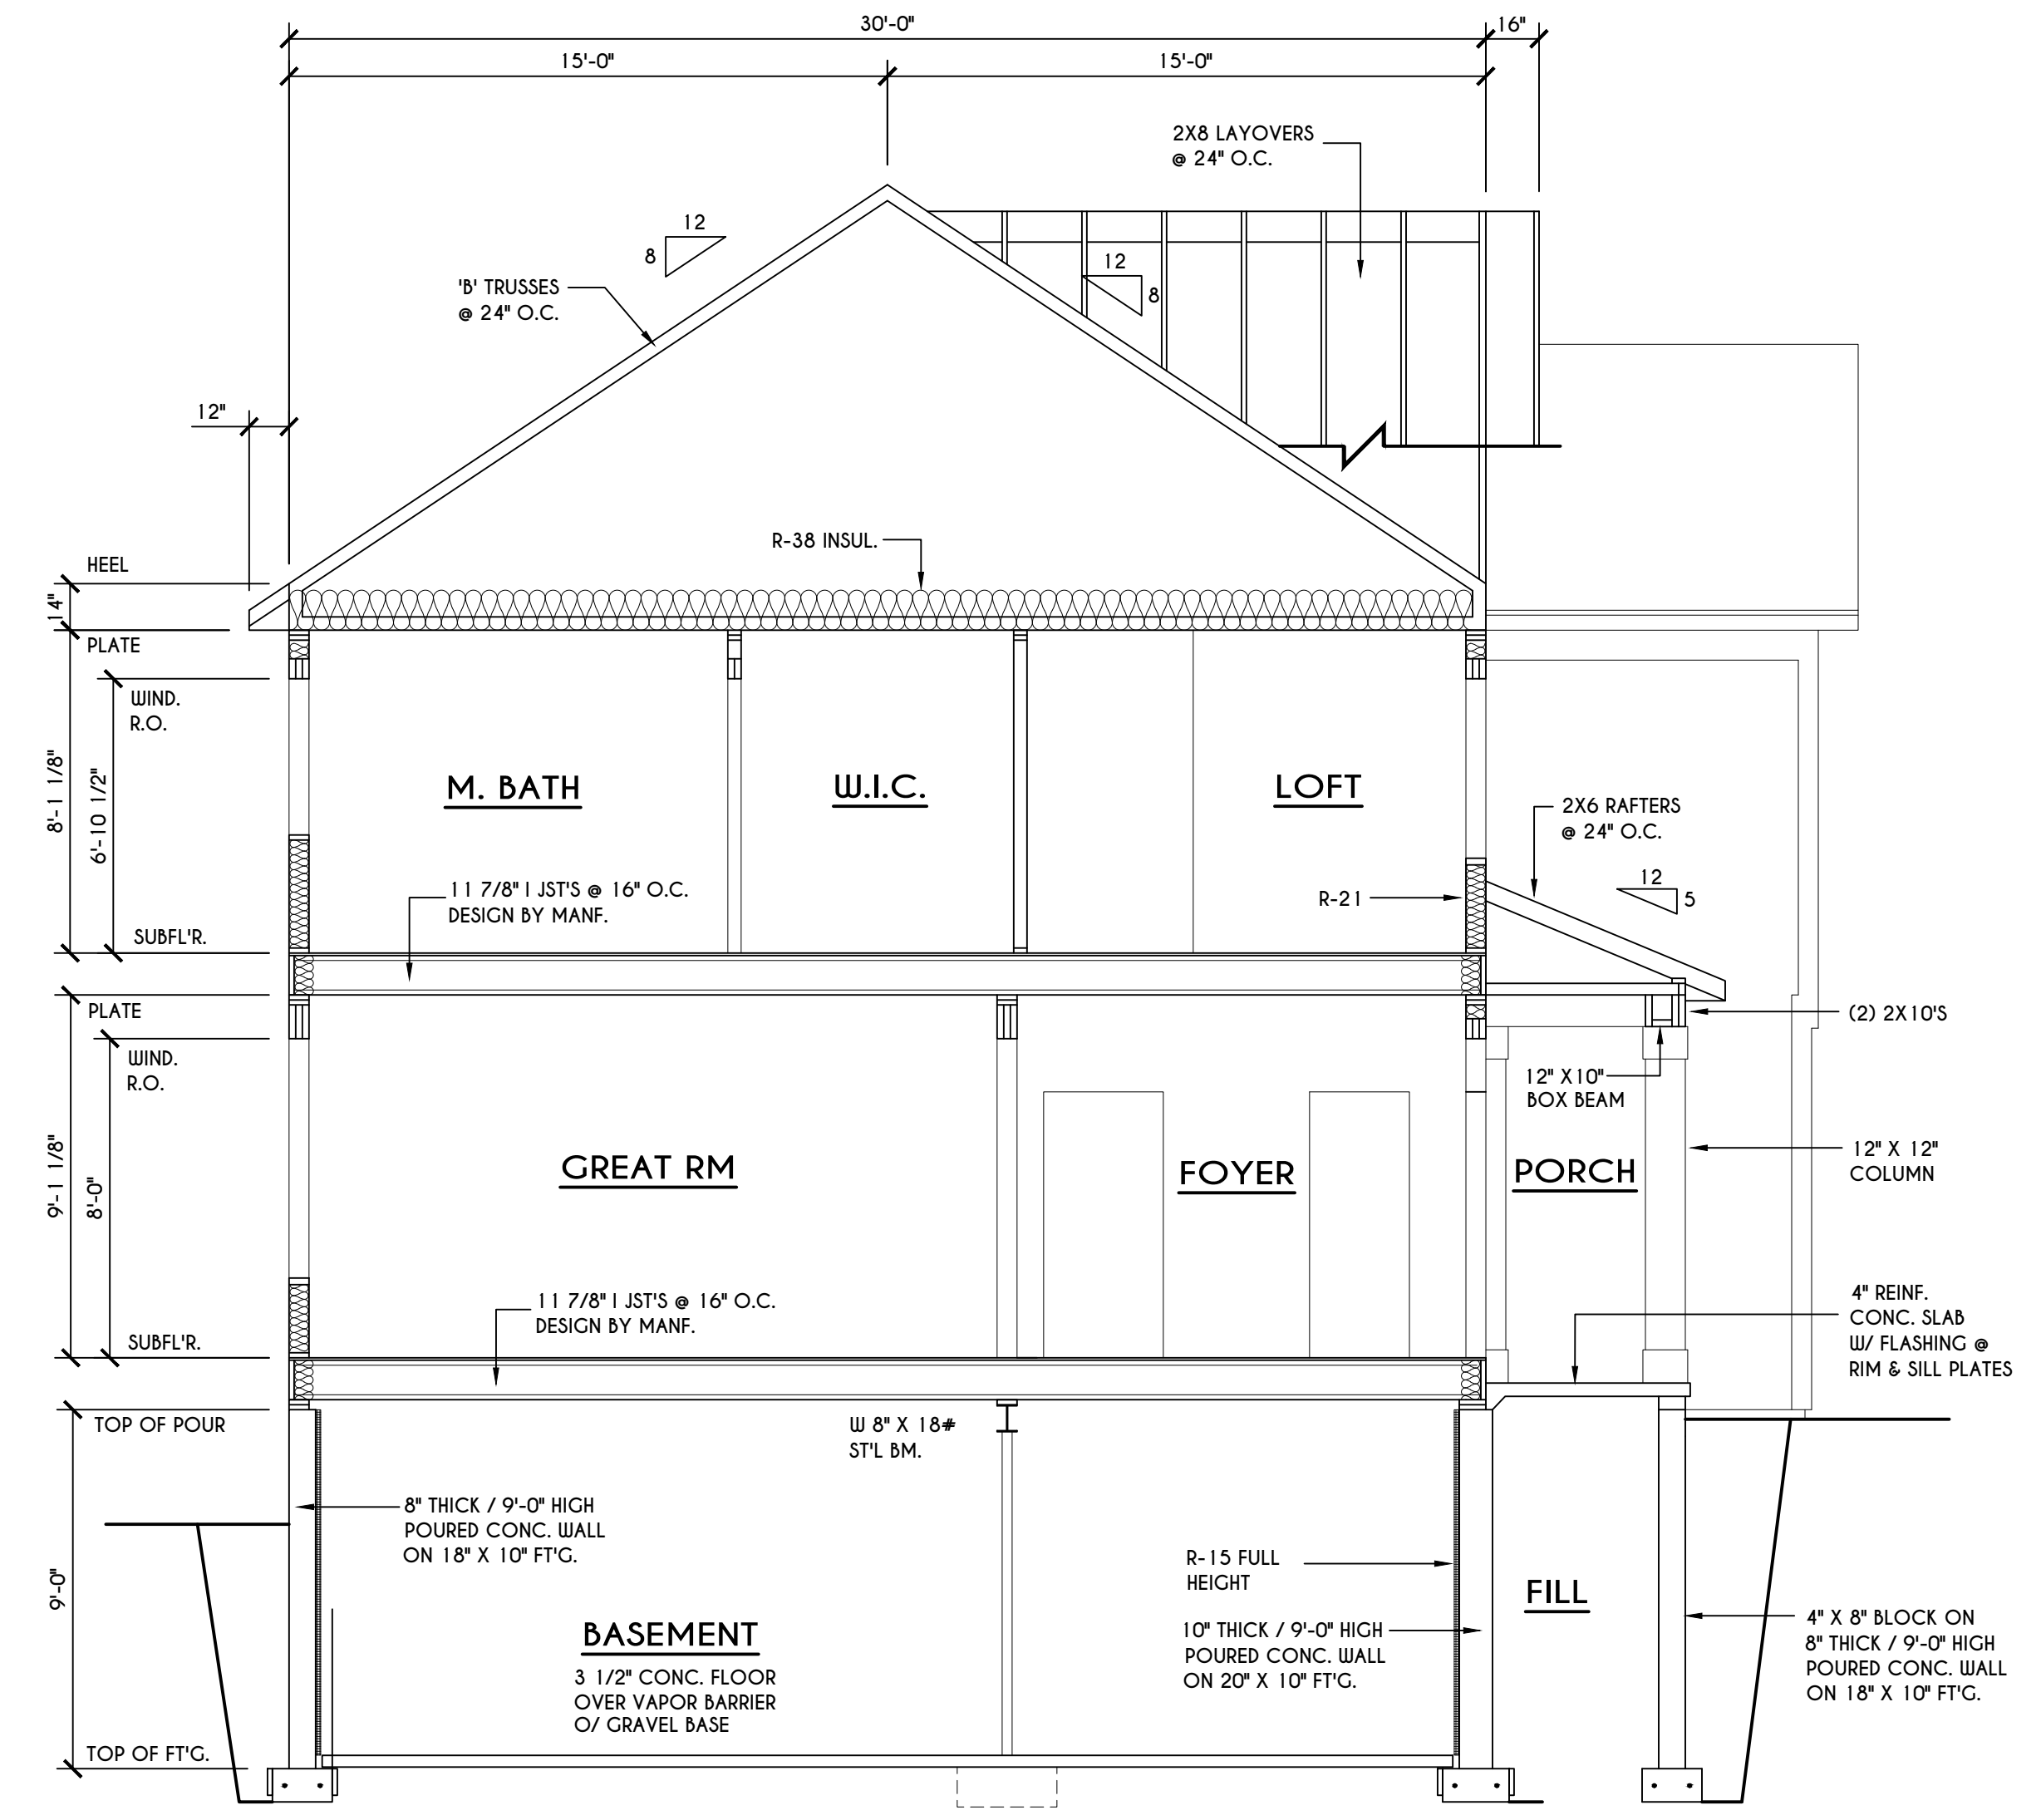 30'-0"
16"
15'-0"
15'-0"
2X8 LAYOVERS
@ 24" O.C.
12
8
12
8
'B' TRUSSES
@ 24" O.C.
12"
R-38 INSUL.
HEEL
14"
PLATE
WIND.
R.O.
8'-1 1/8"
6'-10 1/2"
M. BATH
W.I.C.
LOFT
2X6 RAFTERS
@ 24" O.C.
12
5
11 7/8" I JST'S @ 16" O.C.
DESIGN BY MANF.
R-21
SUBFL'R.
PLATE
(2) 2X10'S
WIND.
R.O.
12" X10"
BOX BEAM
9'-1 1/8"
8'-0"
GREAT RM
FOYER
PORCH
12" X 12"
COLUMN
4" REINF.
CONC. SLAB
W/ FLASHING @
RIM & SILL PLATES
11 7/8" I JST'S @ 16" O.C.
DESIGN BY MANF.
SUBFL'R.
TOP OF POUR
W 8" X 18#
ST'L BM.
8" THICK / 9'-0" HIGH
POURED CONC. WALL
ON 18" X 10" FT'G.
R-15 FULL
HEIGHT
9'-0"
FILL
BASEMENT
3 1/2" CONC. FLOOR
OVER VAPOR BARRIER
O/ GRAVEL BASE
10" THICK / 9'-0" HIGH
POURED CONC. WALL
ON 20" X 10" FT'G.
4" X 8" BLOCK ON
8" THICK / 9'-0" HIGH
POURED CONC. WALL
ON 18" X 10" FT'G.
TOP OF FT'G.